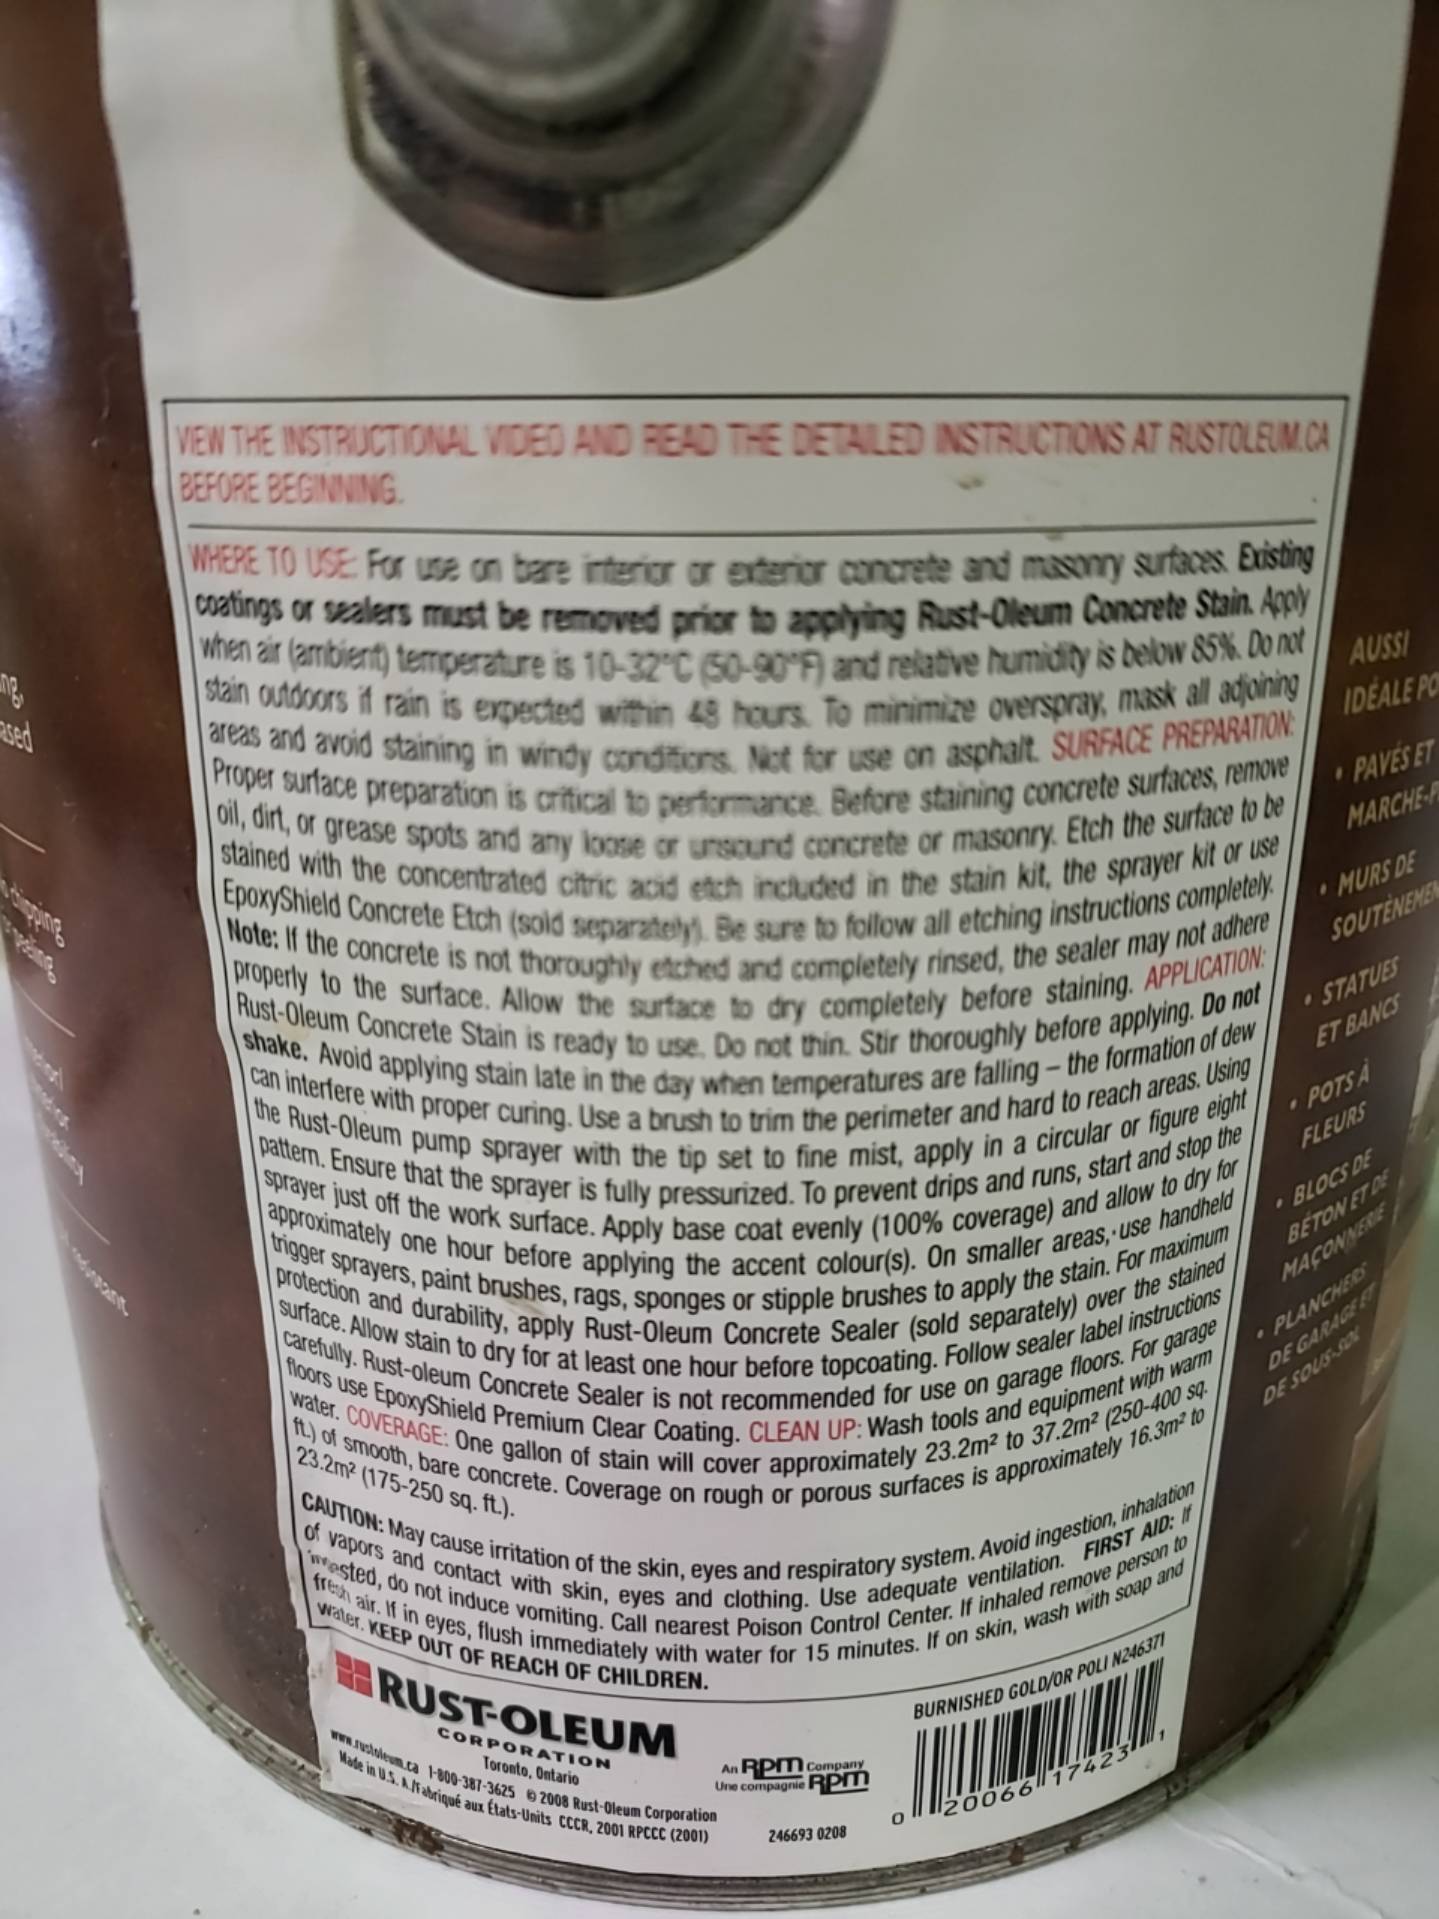 VIEW THE INSTRUCTIONAL VIDEO AND READ THE DETAILED INSTRUCTIONS AT RUSTOLEUM.CA
BEFORE BEGINNING.
WHERE TO USE: For use on bare interior or exterior concrete and masonry surfaces. Existing
coatings or sealers must be removed prior to applying Rust-Oleum Concrete Stain. Apply
when air (ambient) temperature is 10-32°C (50-90°F) and relative humidity is below 85%. Do not
stain outdoors if rain is expected within 48 hours. To minimize overspray, mask all adjoining
areas and avoid staining in windy conditions. Not for use on asphalt. SURFACE PREPARATION:
Proper surface preparation is critical to performance. Before staining concrete surfaces, remove
oil, dirt, or grease spots and any loose or unsound concrete or masonry. Etch the surface to be
stained with the concentrated citric acid etch included in the stain kit, the sprayer kit or use
EpoxyShield Concrete Etch (sold separately). Be sure to follow all etching instructions completely.
Note: If the concrete is not thoroughly etched and completely rinsed, the sealer may not adhere
properly to the surface. Allow the surface to dry completely before staining. APPLICATION:
Rust-Oleum Concrete Stain is ready to use. Do not thin. Stir thoroughly before applying. Do not
shake. Avoid applying stain late in the day when temperatures are falling – the formation of dew
can interfere with proper curing. Use a brush to trim the perimeter and hard to reach areas. Using
the Rust-Oleum pump sprayer with the tip set to fine mist, apply in a circular or figure eight
pattern. Ensure that the sprayer is fully pressurized. To prevent drips and runs, start and stop the
sprayer just off the work surface. Apply base coat evenly (100% coverage) and allow to dry for
approximately one hour before applying the accent colour(s). On smaller areas, use handheld
trigger sprayers, paint brushes, rags, sponges or stipple brushes to apply the stain. For maximum
protection and durability, apply Rust-Oleum Concrete Sealer (sold separately) over the stained
surface. Allow stain to dry for at least one hour before topcoating. Follow sealer label instructions
carefully. Rust-oleum Concrete Sealer is not recommended for use on garage floors. For garage
floors use EpoxyShield Premium Clear Coating. CLEAN UP: Wash tools and equipment with warm
water. COVERAGE: One gallon of stain will cover approximately 23.2m² to 37.2m² (250-400 sq.
ft.) of smooth, bare concrete. Coverage on rough or porous surfaces is approximately 16.3m² to
23.2m² (175-250 sq. ft.).
CAUTION: May cause irritation of the skin, eyes and respiratory system. Avoid ingestion, inhalation
of vapors and contact with skin, eyes and clothing. Use adequate ventilation. FIRST AID: If
ingested, do not induce vomiting. Call nearest Poison Control Center. If inhaled remove person to
fresh air. If in eyes, flush immediately with water for 15 minutes. If on skin, wash with soap and
water. KEEP OUT OF REACH OF CHILDREN.
RUST-OLEUM
CORPORATION
Toronto, Ontario
www.rustoleum.ca 1-800-387-3625 © 2008 Rust-Oleum Corporation
Made in U.S. A./Fabriqué aux États-Unis CCCR, 2001 RPCCC (2001)
An RPM Company
Une compagnie RPM
246693 0208
BURNISHED GOLD/OR POLI N246371
0 20066 17423 1
AUSSI
IDÉALE PO
• PAVÉS ET
MARCHE-P
• MURS DE
SOUTÈNEMEN
• STATUES
ET BANCS
• POTS À
FLEURS
• BLOCS DE
BÉTON ET DE
MAÇONNERIE
• PLANCHERS
DE GARAGE ET
DE SOUS-SOL
ng,
ased
chipping
peeling